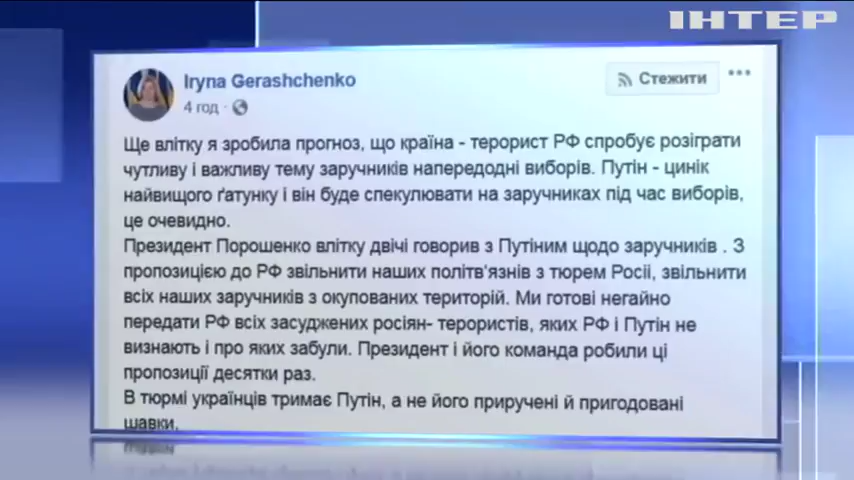 ІНТЕР
Iryna Gerashchenko
Стежити
4 год
Ще влітку я зробила прогноз, що країна - терорист РФ спробує розіграти
чутливу і важливу тему заручників напередодні виборів. Путін - цинік
найвищого ґатунку і він буде спекулювати на заручниках під час виборів,
це очевидно.
Президент Порошенко влітку двічі говорив з Путіним щодо заручників . З
пропозицією до РФ звільнити наших політв'язнів з тюрем Росіі, звільнити
всіх наших заручників з окупованих територій. Ми готові негайно
передати РФ всіх засуджених росіян- терористів, яких РФ і Путін не
визнають і про яких забули. Президент і його команда робили ці
пропозиції десятки раз.
В тюрмі українців тримає Путін, а не його приручені й пригодовані
шавки.